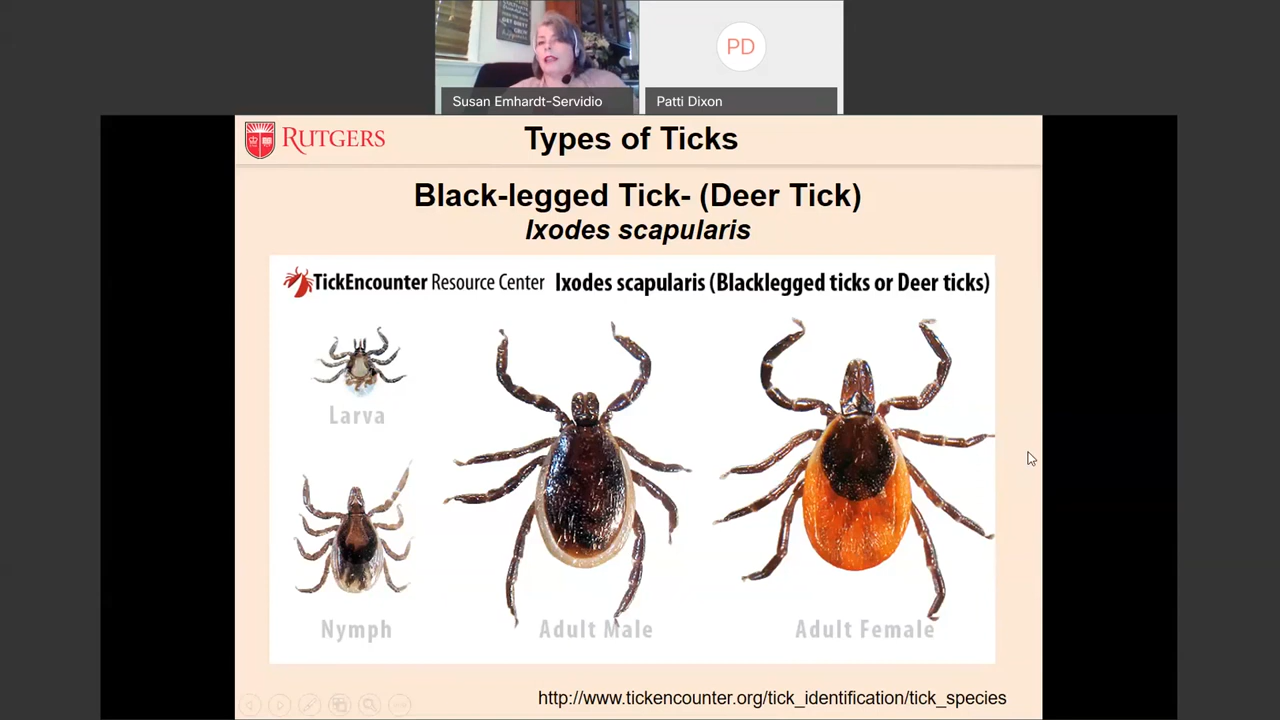 Susan Emhardt-Servidio
PD
Patti Dixon
RUTGERS
Types of Ticks
Black-legged Tick- (Deer Tick)
Ixodes scapularis
TickEncounter Resource Center Ixodes scapularis (Blacklegged ticks or Deer ticks)
Larva
Nymph
Adult Male
Adult Female
http://www.tickencounter.org/tick_identification/tick_species